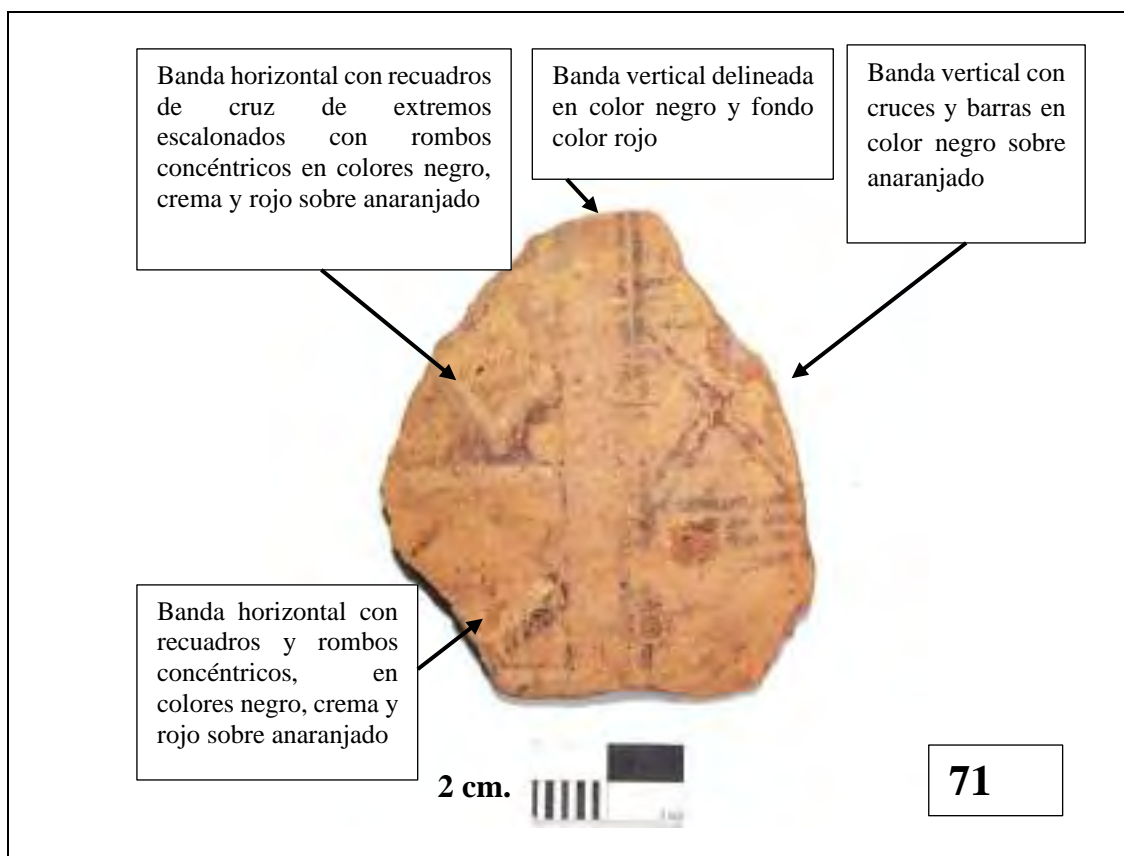 Banda horizontal con recuadros
de cruz de extremos
escalonados con rombos
concéntricos en colores negro,
crema y rojo sobre anaranjado
Banda vertical delineada
en color negro y fondo
color rojo
Banda vertical con
cruces y barras en
color negro sobre
anaranjado
Banda horizontal con
recuadros y rombos
concéntricos, en
colores negro, crema y
rojo sobre anaranjado
2 cm.
71